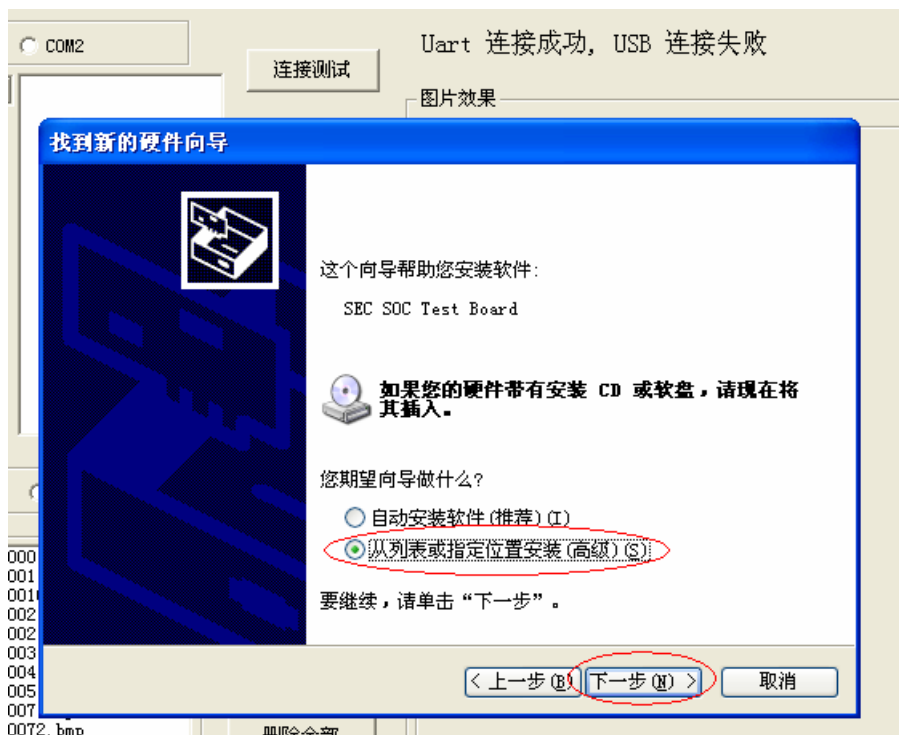 COM2
连接测试
Uart 连接成功, USB 连接失败
图片效果
找到新的硬件向导
这个向导帮助您安装软件:
SEC SOC Test Board
如果您的硬件带有安装 CD 或软盘，请现在将
其插入。
您期望向导做什么?
自动安装软件(推荐)(I)
从列表或指定位置安装(高级)(S)
要继续，请单击“下一步”。
< 上一步(B)
下一步(N) >
取消
000
001
001
002
002
003
004
005
007
0072.bmp
删除全部